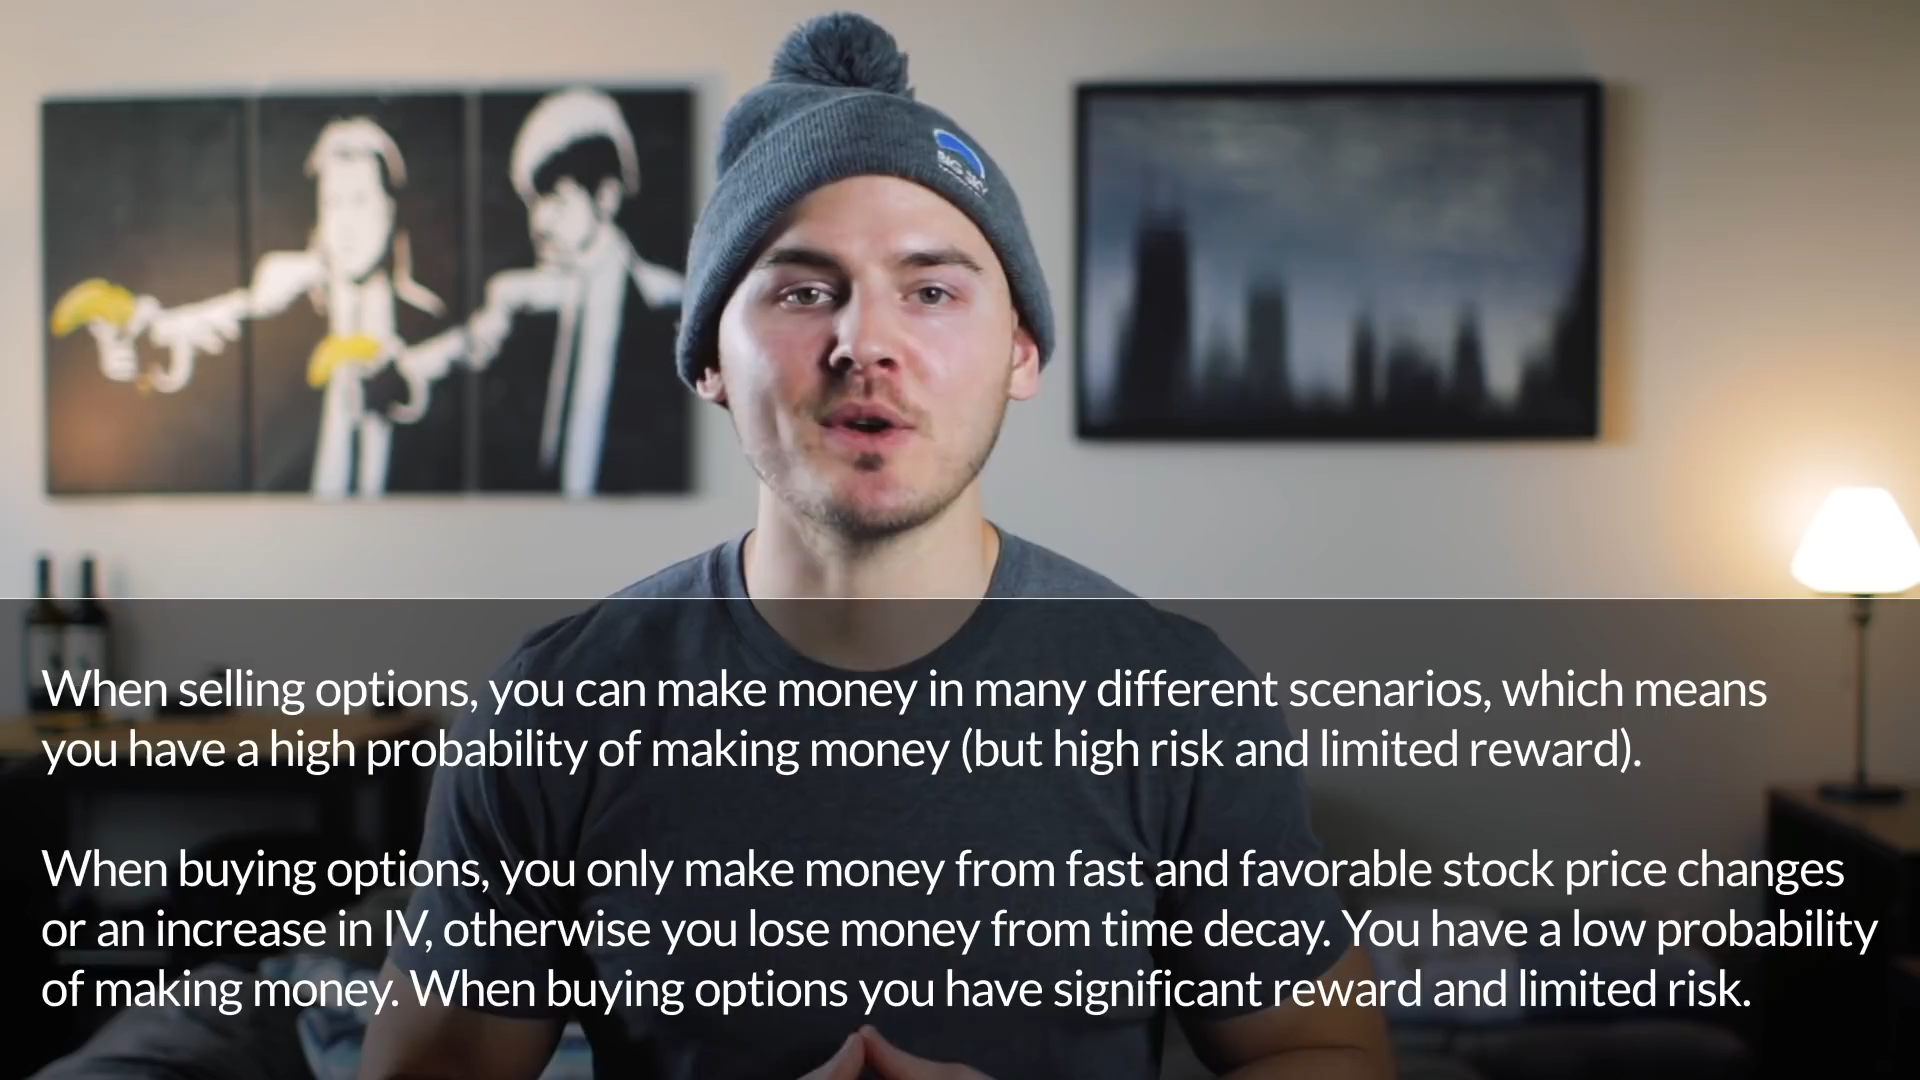 BIG SKY
When selling options, you can make money in many different scenarios, which means
you have a high probability of making money (but high risk and limited reward).
When buying options, you only make money from fast and favorable stock price changes
or an increase in IV, otherwise you lose money from time decay. You have a low probability
of making money. When buying options you have significant reward and limited risk.